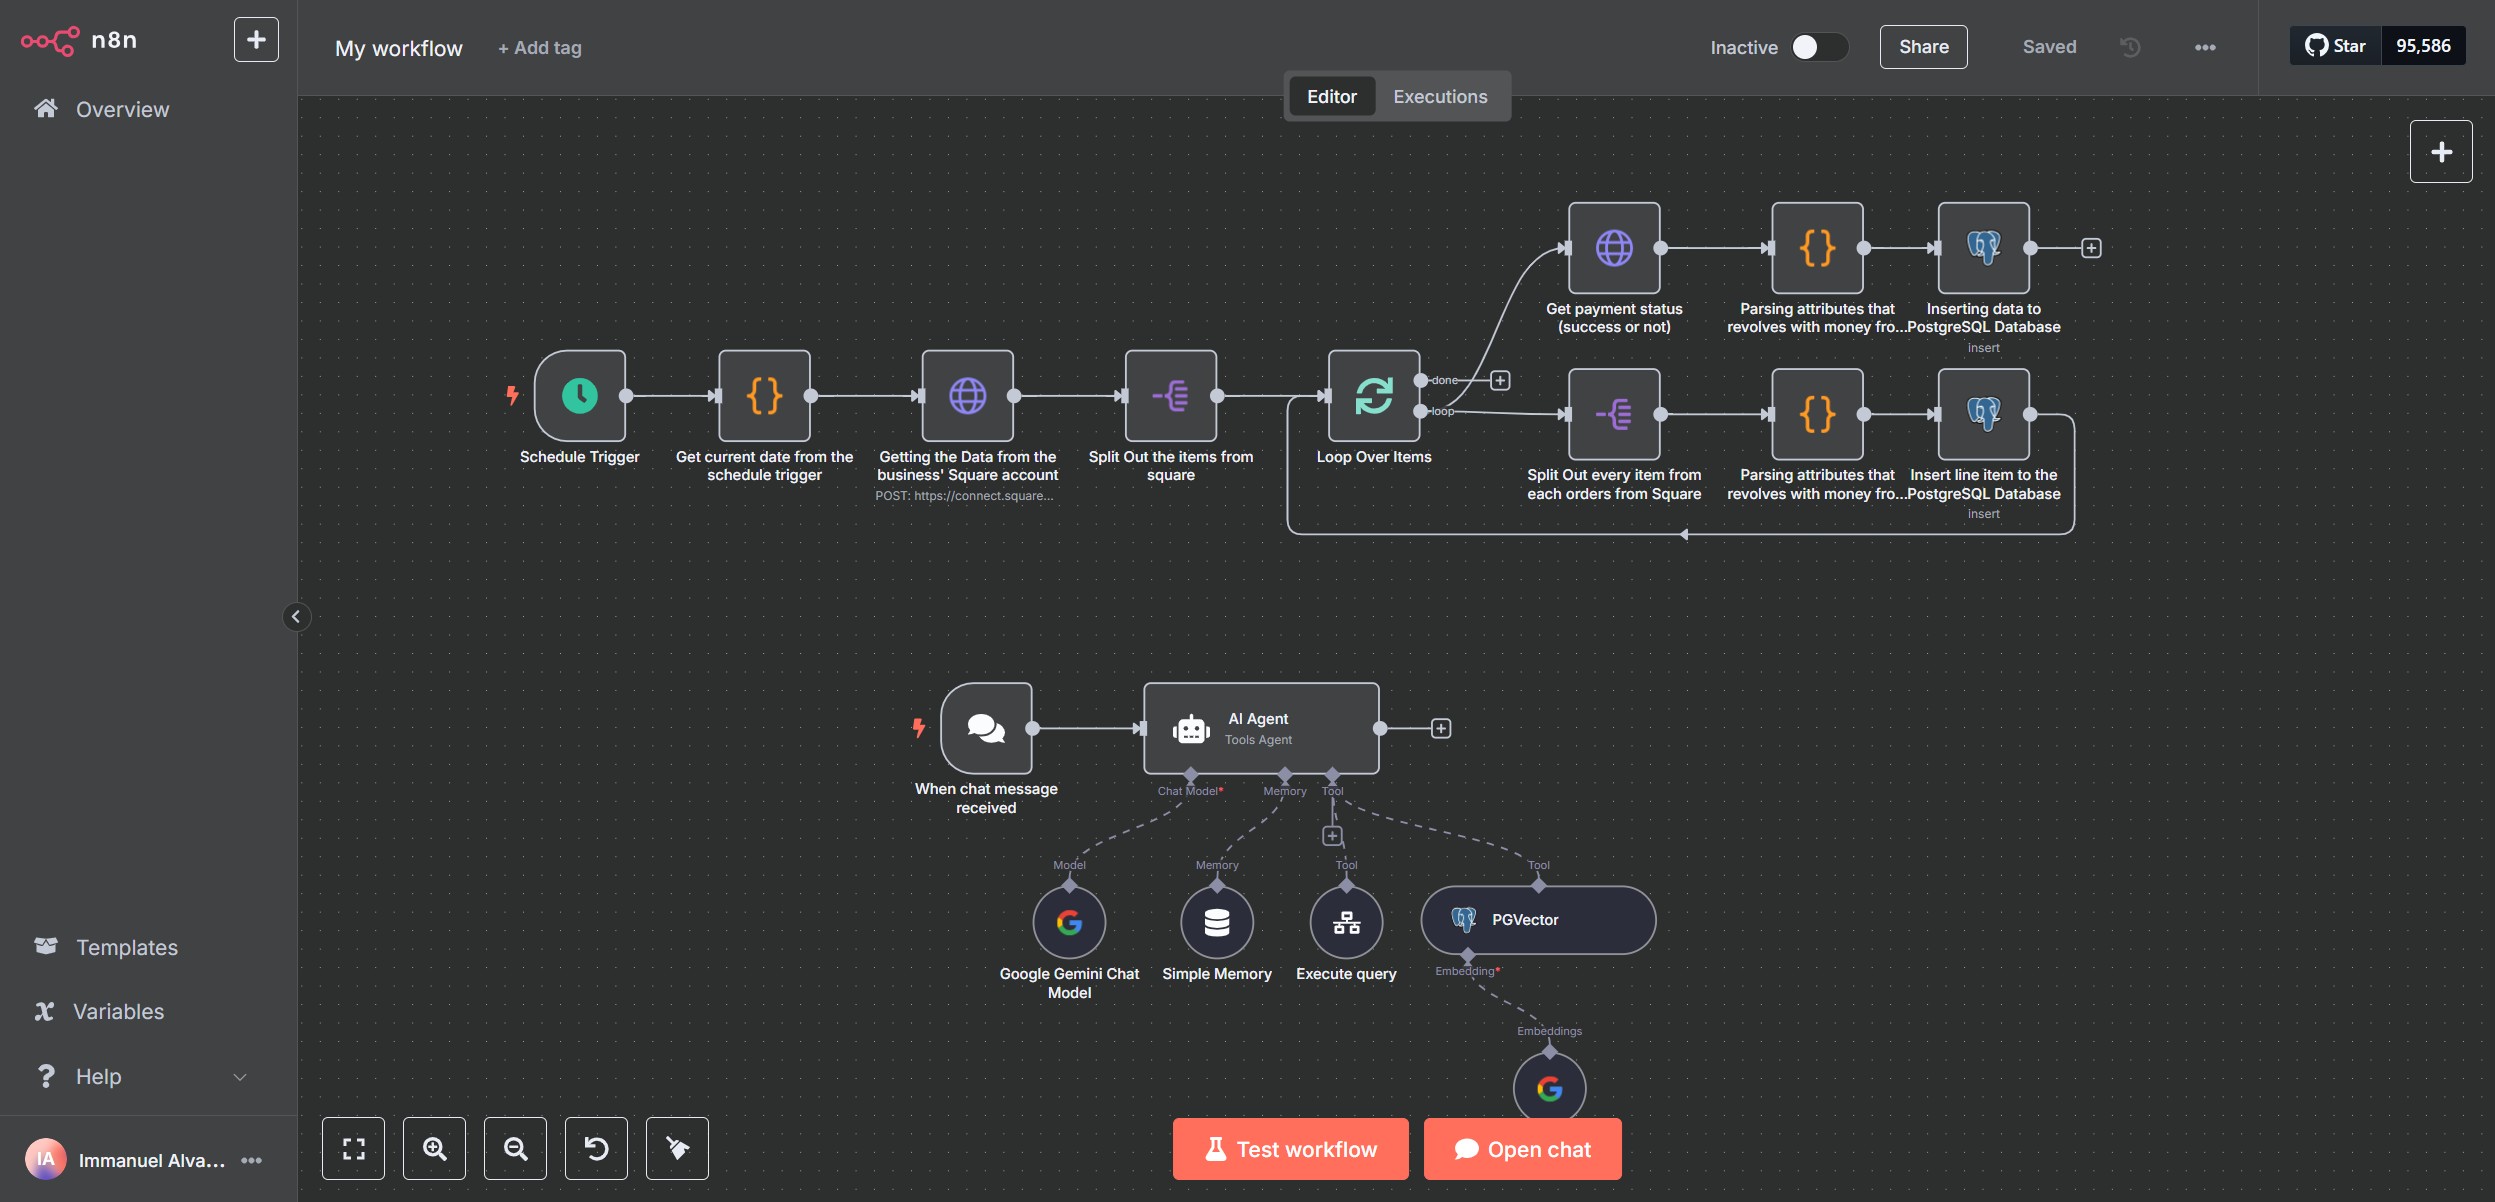 n8n
My workflow
+ Add tag
Inactive
Share
Saved
Star
95,586
Editor
Executions
Overview
Get payment status
(success or not)
Parsing attributes that
revolves with money fro...
Inserting data to
PostgreSQL Database
insert
Schedule Trigger
Get current date from the
schedule trigger
Getting the Data from the
business' Square account
POST: https://connect.square...
Split Out the items from
square
Loop Over Items
done
loop
Split Out every item from
each orders from Square
Parsing attributes that
revolves with money fro...
Insert line item to the
PostgreSQL Database
insert
When chat message
received
AI Agent
Tools Agent
Chat Model*
Memory
Tool
Model
Memory
Tool
Tool
Google Gemini Chat
Model
Simple Memory
Execute query
PGVector
Embedding*
Embeddings
Templates
Variables
Help
IA
Immanuel Alva...
Test workflow
Open chat